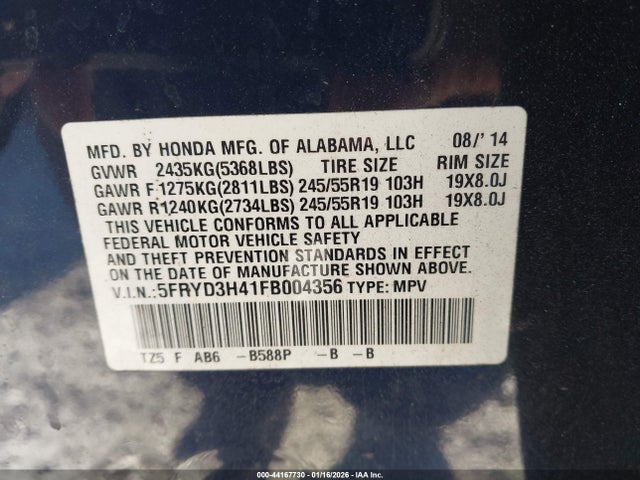 MFD. BY HONDA MFG. OF ALABAMA, LLC 08/' 14
GVWR 2435KG(5368LBS) TIRE SIZE RIM SIZE
GAWR F 1275KG(2811LBS) 245/55R19 103H 19X8.0J
GAWR R1240KG(2734LBS) 245/55R19 103H 19X8.0J
THIS VEHICLE CONFORMS TO ALL APPLICABLE
FEDERAL MOTOR VEHICLE SAFETY
AND THEFT PREVENTION STANDARDS IN EFFECT
ON THE DATE OF MANUFACTURE SHOWN ABOVE.
V.I.N.:5FRYD3H41FB004356 TYPE: MPV
TZ5 F AB6 -B588P -B -B
000-44167730 - 01/16/2026 - IAA Inc.